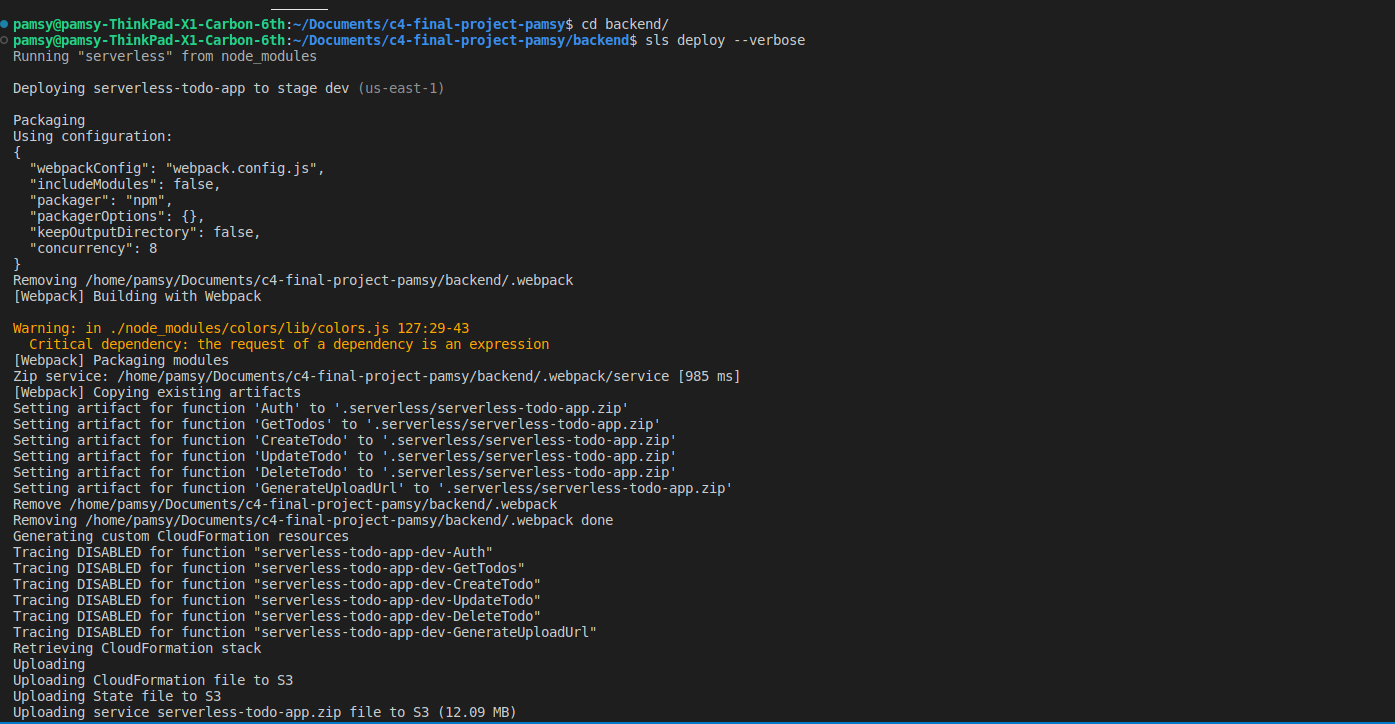 pamsy@pamsy-ThinkPad-X1-Carbon-6th:~/Documents/c4-final-project-pamsy$ cd backend/
pamsy@pamsy-ThinkPad-X1-Carbon-6th:~/Documents/c4-final-project-pamsy/backend$ sls deploy --verbose
Running "serverless" from node_modules
Deploying serverless-todo-app to stage dev (us-east-1)
Packaging
Using configuration:
{
  "webpackConfig": "webpack.config.js",
  "includeModules": false,
  "packager": "npm",
  "packagerOptions": {},
  "keepOutputDirectory": false,
  "concurrency": 8
}
Removing /home/pamsy/Documents/c4-final-project-pamsy/backend/.webpack
[Webpack] Building with Webpack
Warning: in ./node_modules/colors/lib/colors.js 127:29-43
  Critical dependency: the request of a dependency is an expression
[Webpack] Packaging modules
Zip service: /home/pamsy/Documents/c4-final-project-pamsy/backend/.webpack/service [985 ms]
[Webpack] Copying existing artifacts
Setting artifact for function 'Auth' to '.serverless/serverless-todo-app.zip'
Setting artifact for function 'GetTodos' to '.serverless/serverless-todo-app.zip'
Setting artifact for function 'CreateTodo' to '.serverless/serverless-todo-app.zip'
Setting artifact for function 'UpdateTodo' to '.serverless/serverless-todo-app.zip'
Setting artifact for function 'DeleteTodo' to '.serverless/serverless-todo-app.zip'
Setting artifact for function 'GenerateUploadUrl' to '.serverless/serverless-todo-app.zip'
Remove /home/pamsy/Documents/c4-final-project-pamsy/backend/.webpack
Removing /home/pamsy/Documents/c4-final-project-pamsy/backend/.webpack done
Generating custom CloudFormation resources
Tracing DISABLED for function "serverless-todo-app-dev-Auth"
Tracing DISABLED for function "serverless-todo-app-dev-GetTodos"
Tracing DISABLED for function "serverless-todo-app-dev-CreateTodo"
Tracing DISABLED for function "serverless-todo-app-dev-UpdateTodo"
Tracing DISABLED for function "serverless-todo-app-dev-DeleteTodo"
Tracing DISABLED for function "serverless-todo-app-dev-GenerateUploadUrl"
Retrieving CloudFormation stack
Uploading
Uploading CloudFormation file to S3
Uploading State file to S3
Uploading service serverless-todo-app.zip file to S3 (12.09 MB)